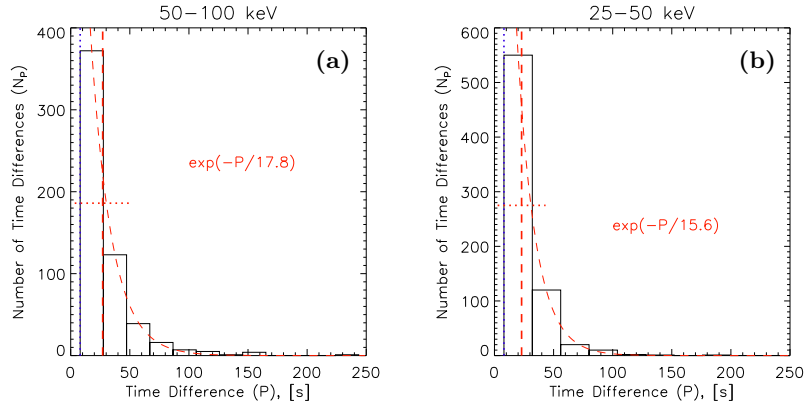 50-100 keV
(a)
Number of Time Differences (Np)
400
300
200
100
0
exp(-P/17.8)
0 50 100 150 200 250
Time Difference (P), [s]
25-50 keV
(b)
Number of Time Differences (Np)
600
500
400
300
200
100
0
exp(-P/15.6)
0 50 100 150 200 250
Time Difference (P), [s]